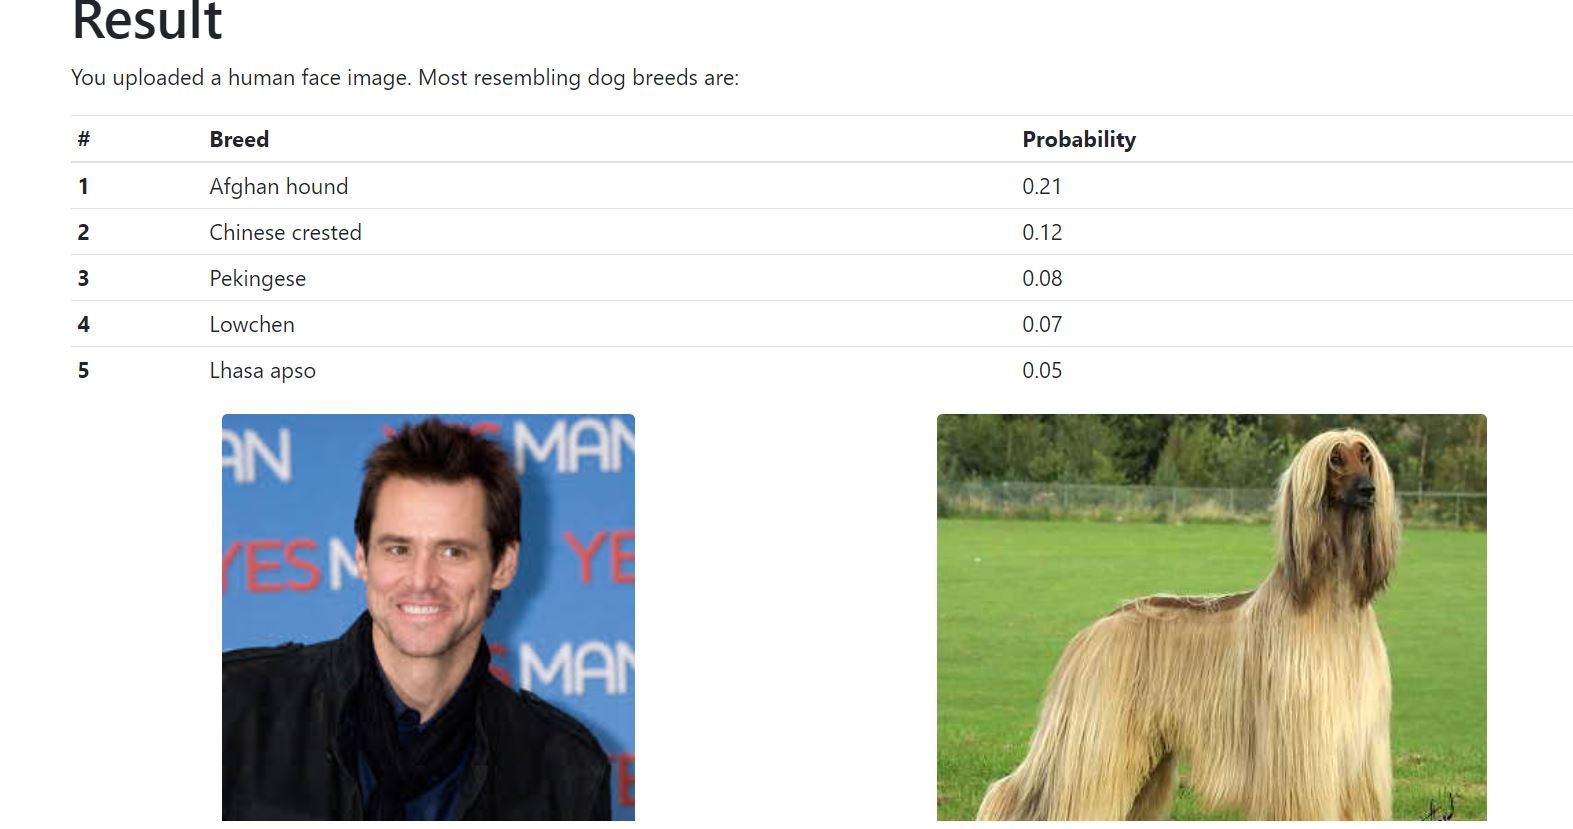 Result
You uploaded a human face image. Most resembling dog breeds are:
# Breed Probability
1 Afghan hound 0.21
2 Chinese crested 0.12
3 Pekingese 0.08
4 Lowchen 0.07
5 Lhasa apso 0.05
AN YES MAN
YES M YE
S MAN
YE